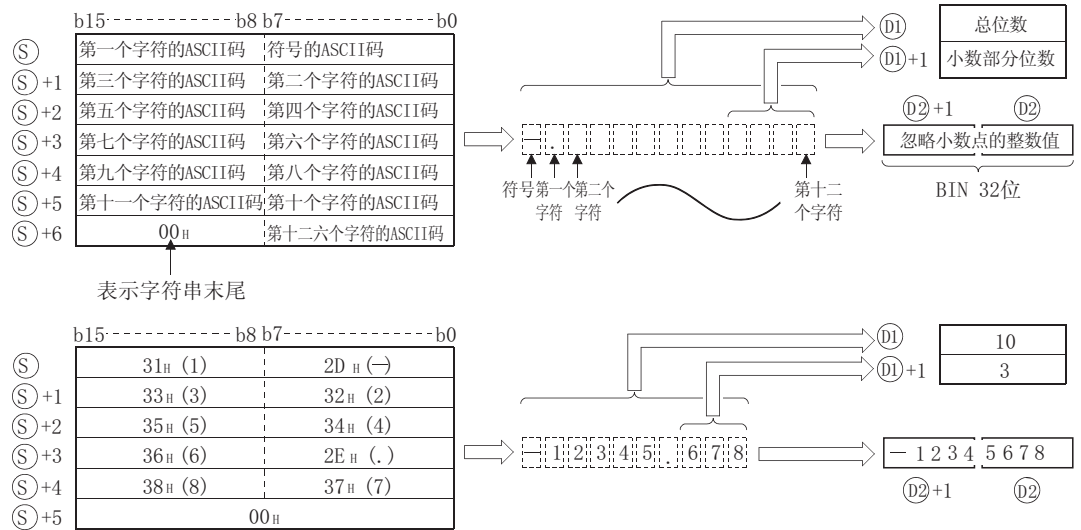 b15 b8 b7 b0
Ⓢ 第一个字符的ASCII码 符号的ASCII码
Ⓢ+1 第三个字符的ASCII码 第二个字符的ASCII码
Ⓢ+2 第五个字符的ASCII码 第四个字符的ASCII码
Ⓢ+3 第七个字符的ASCII码 第六个字符的ASCII码
Ⓢ+4 第九个字符的ASCII码 第八个字符的ASCII码
Ⓢ+5 第十一个字符的ASCII码 第十个字符的ASCII码
Ⓢ+6 00H 第十二六个字符的ASCII码
表示字符串末尾
— .
符号 第一个字符 第二个字符 第十二个字符
D1 总位数
D1+1 小数部分位数
D2+1 D2
忽略小数点的整数值
BIN 32位
b15 b8 b7 b0
Ⓢ 31H (1) 2D H (—)
Ⓢ+1 33H (3) 32H (2)
Ⓢ+2 35H (5) 34H (4)
Ⓢ+3 36H (6) 2EH (.)
Ⓢ+4 38H (8) 37H (7)
Ⓢ+5 00H
— 1 2 3 4 5 . 6 7 8
D1 10
D1+1 3
— 1 2 3 4 5 6 7 8
D2+1 D2